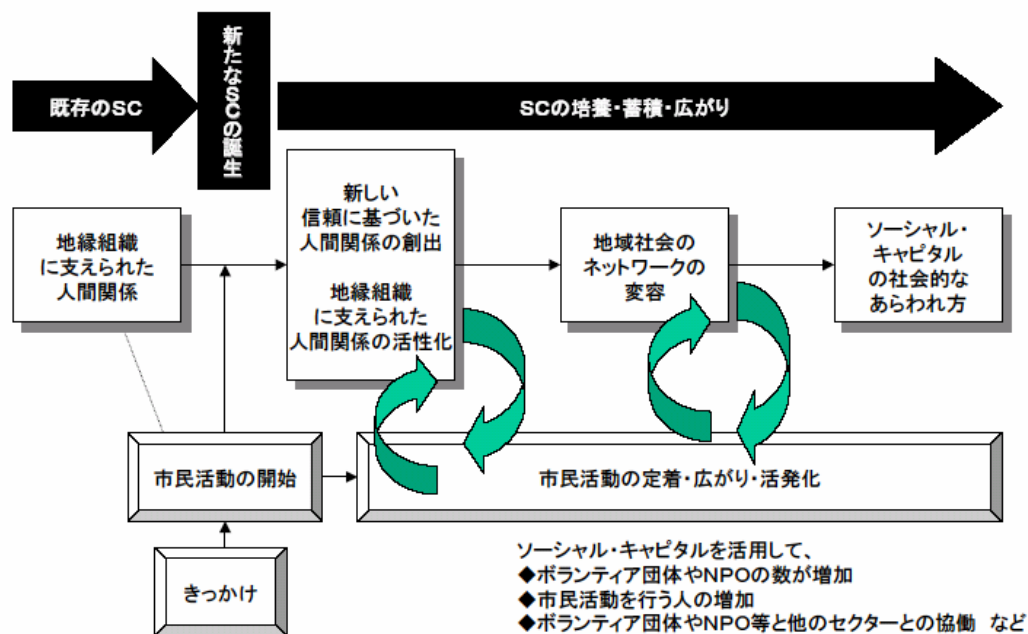 既存のSC
新たなSCの誕生
SCの培養・蓄積・広がり
地縁組織
に支えられた
人間関係
新しい
信頼に基づいた
人間関係の創出
地縁組織
に支えられた
人間関係の活性化
地域社会の
ネットワークの
変容
ソーシャル・
キャピタル
の社会的な
あらわれ方
市民活動の開始
市民活動の定着・広がり・活発化
きっかけ
ソーシャル・キャピタルを活用して、
◆ボランティア団体やNPOの数が増加
◆市民活動を行う人の増加
◆ボランティア団体やNPO等と他のセクターとの協働 など